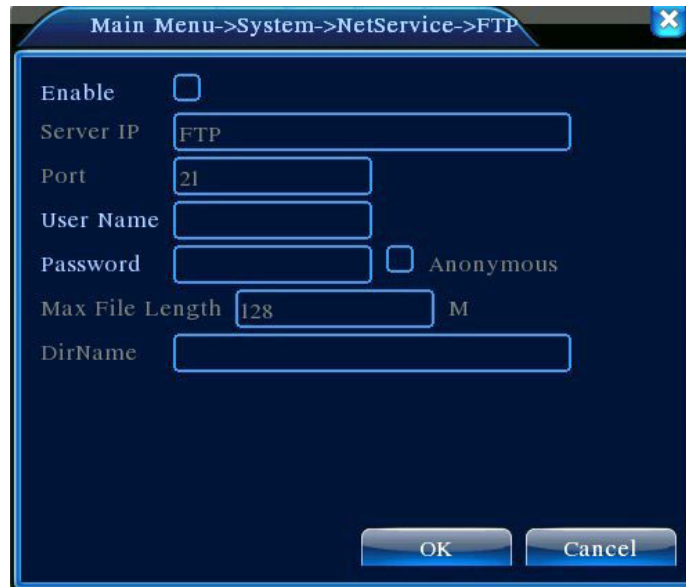 Main Menu->System->NetService->FTP
Enable
Server IP FTP
Port 21
User Name
Password Anonymous
Max File Length 128 M
DirName
OK Cancel